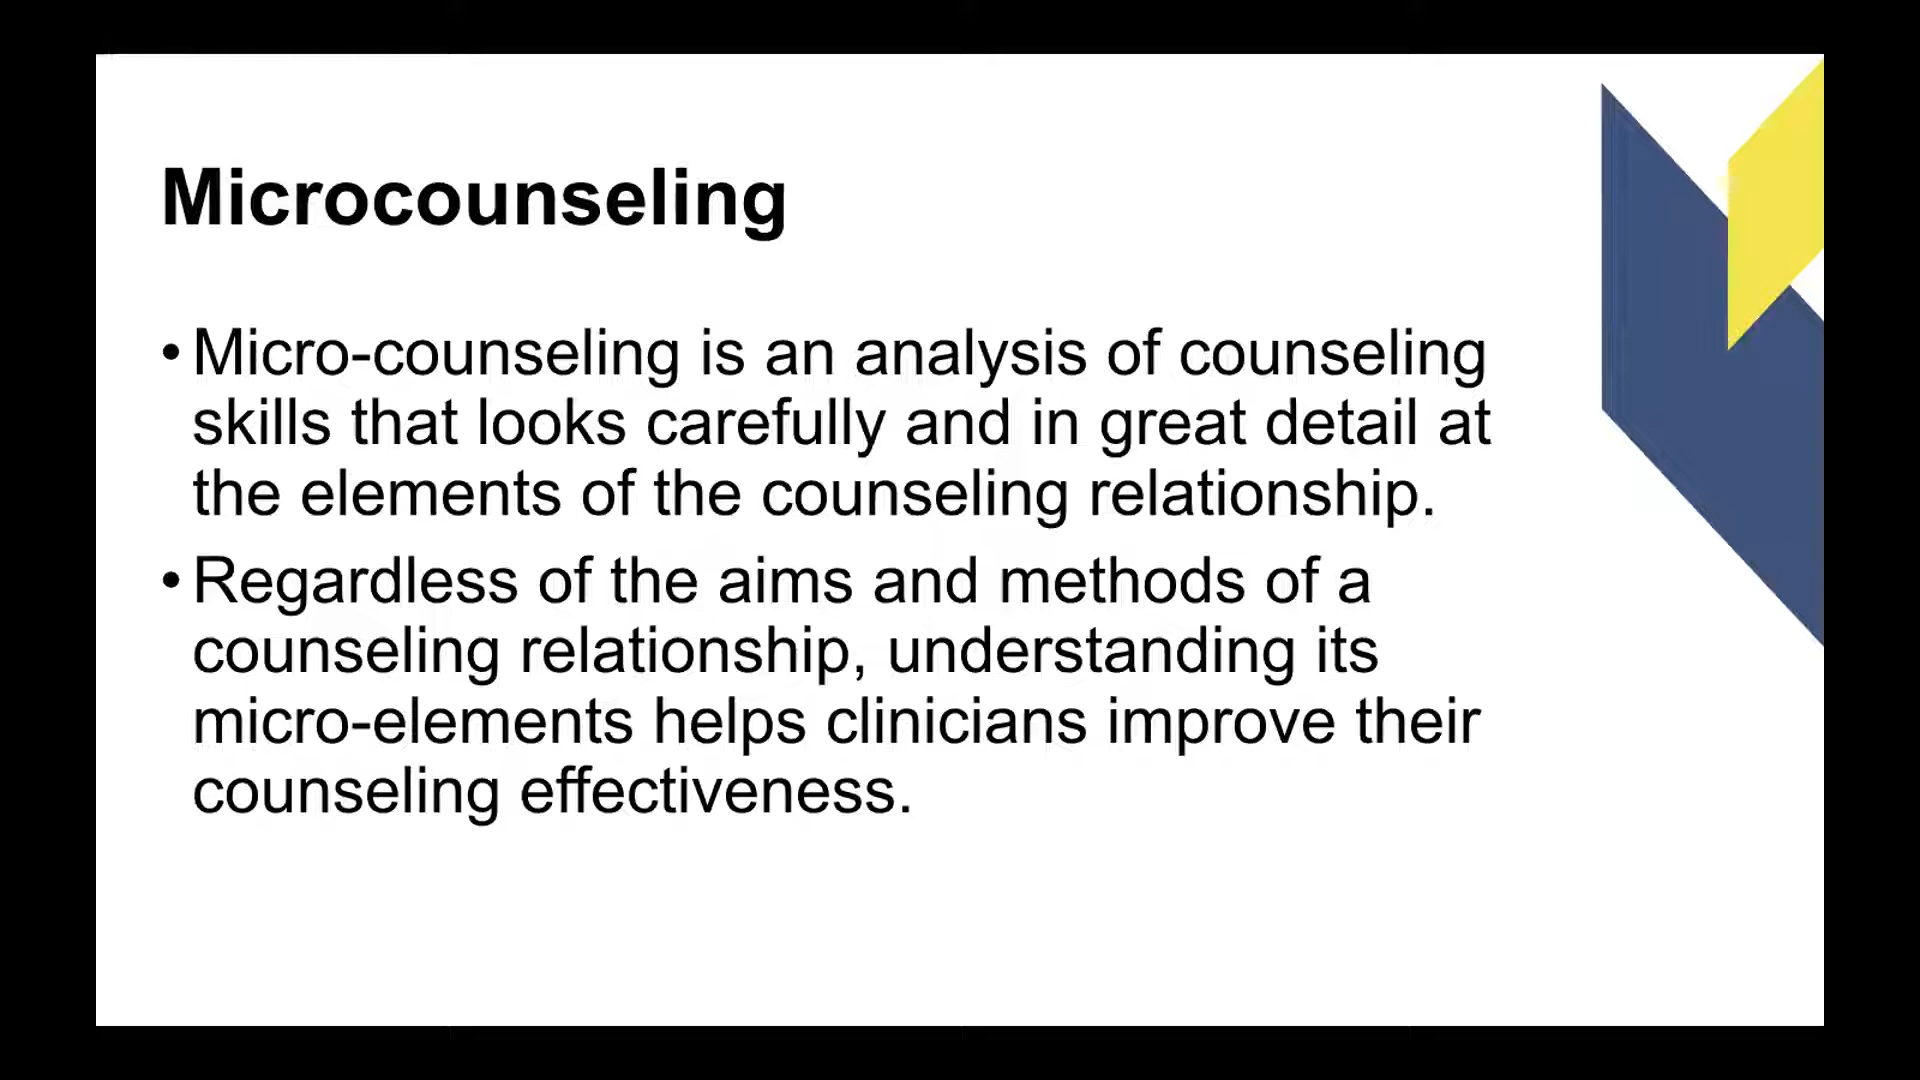 Microcounseling
• Micro-counseling is an analysis of counseling
skills that looks carefully and in great detail at
the elements of the counseling relationship.
• Regardless of the aims and methods of a
counseling relationship, understanding its
micro-elements helps clinicians improve their
counseling effectiveness.